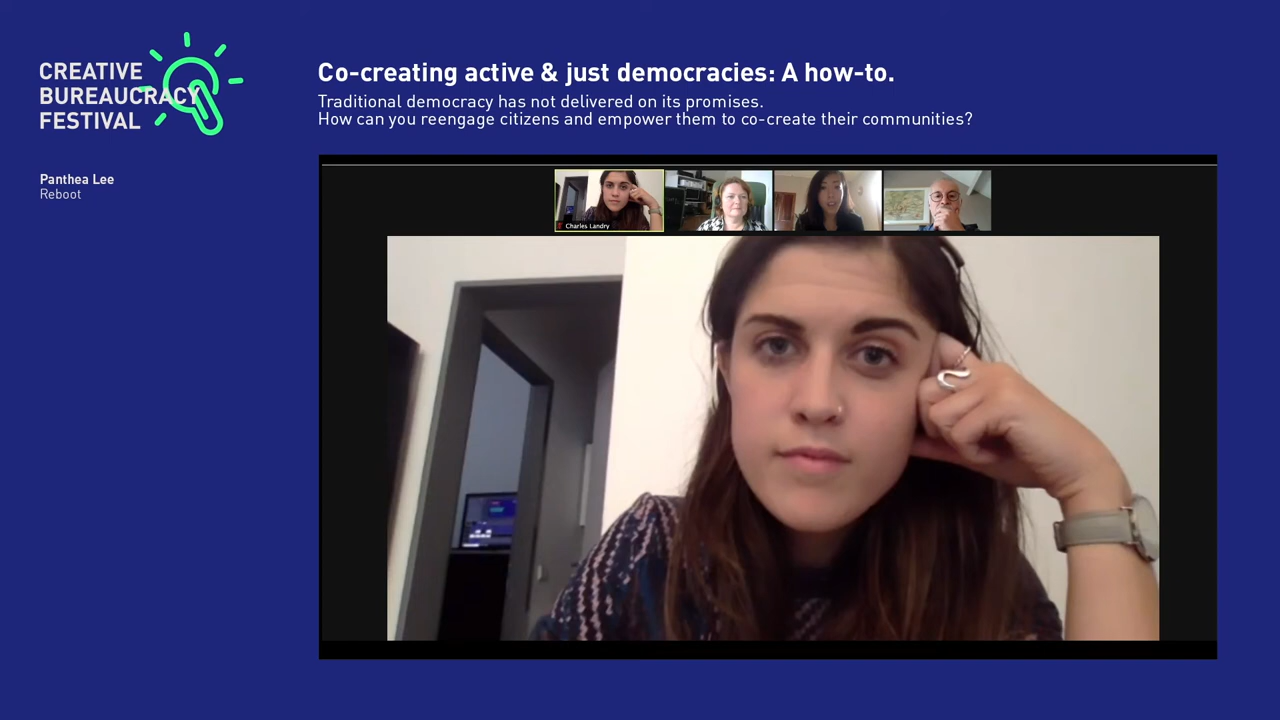 CREATIVE
BUREAUCRACY
FESTIVAL
Panthea Lee
Reboot
Co-creating active & just democracies: A how-to.
Traditional democracy has not delivered on its promises.
How can you reengage citizens and empower them to co-create their communities?
Charles Landry